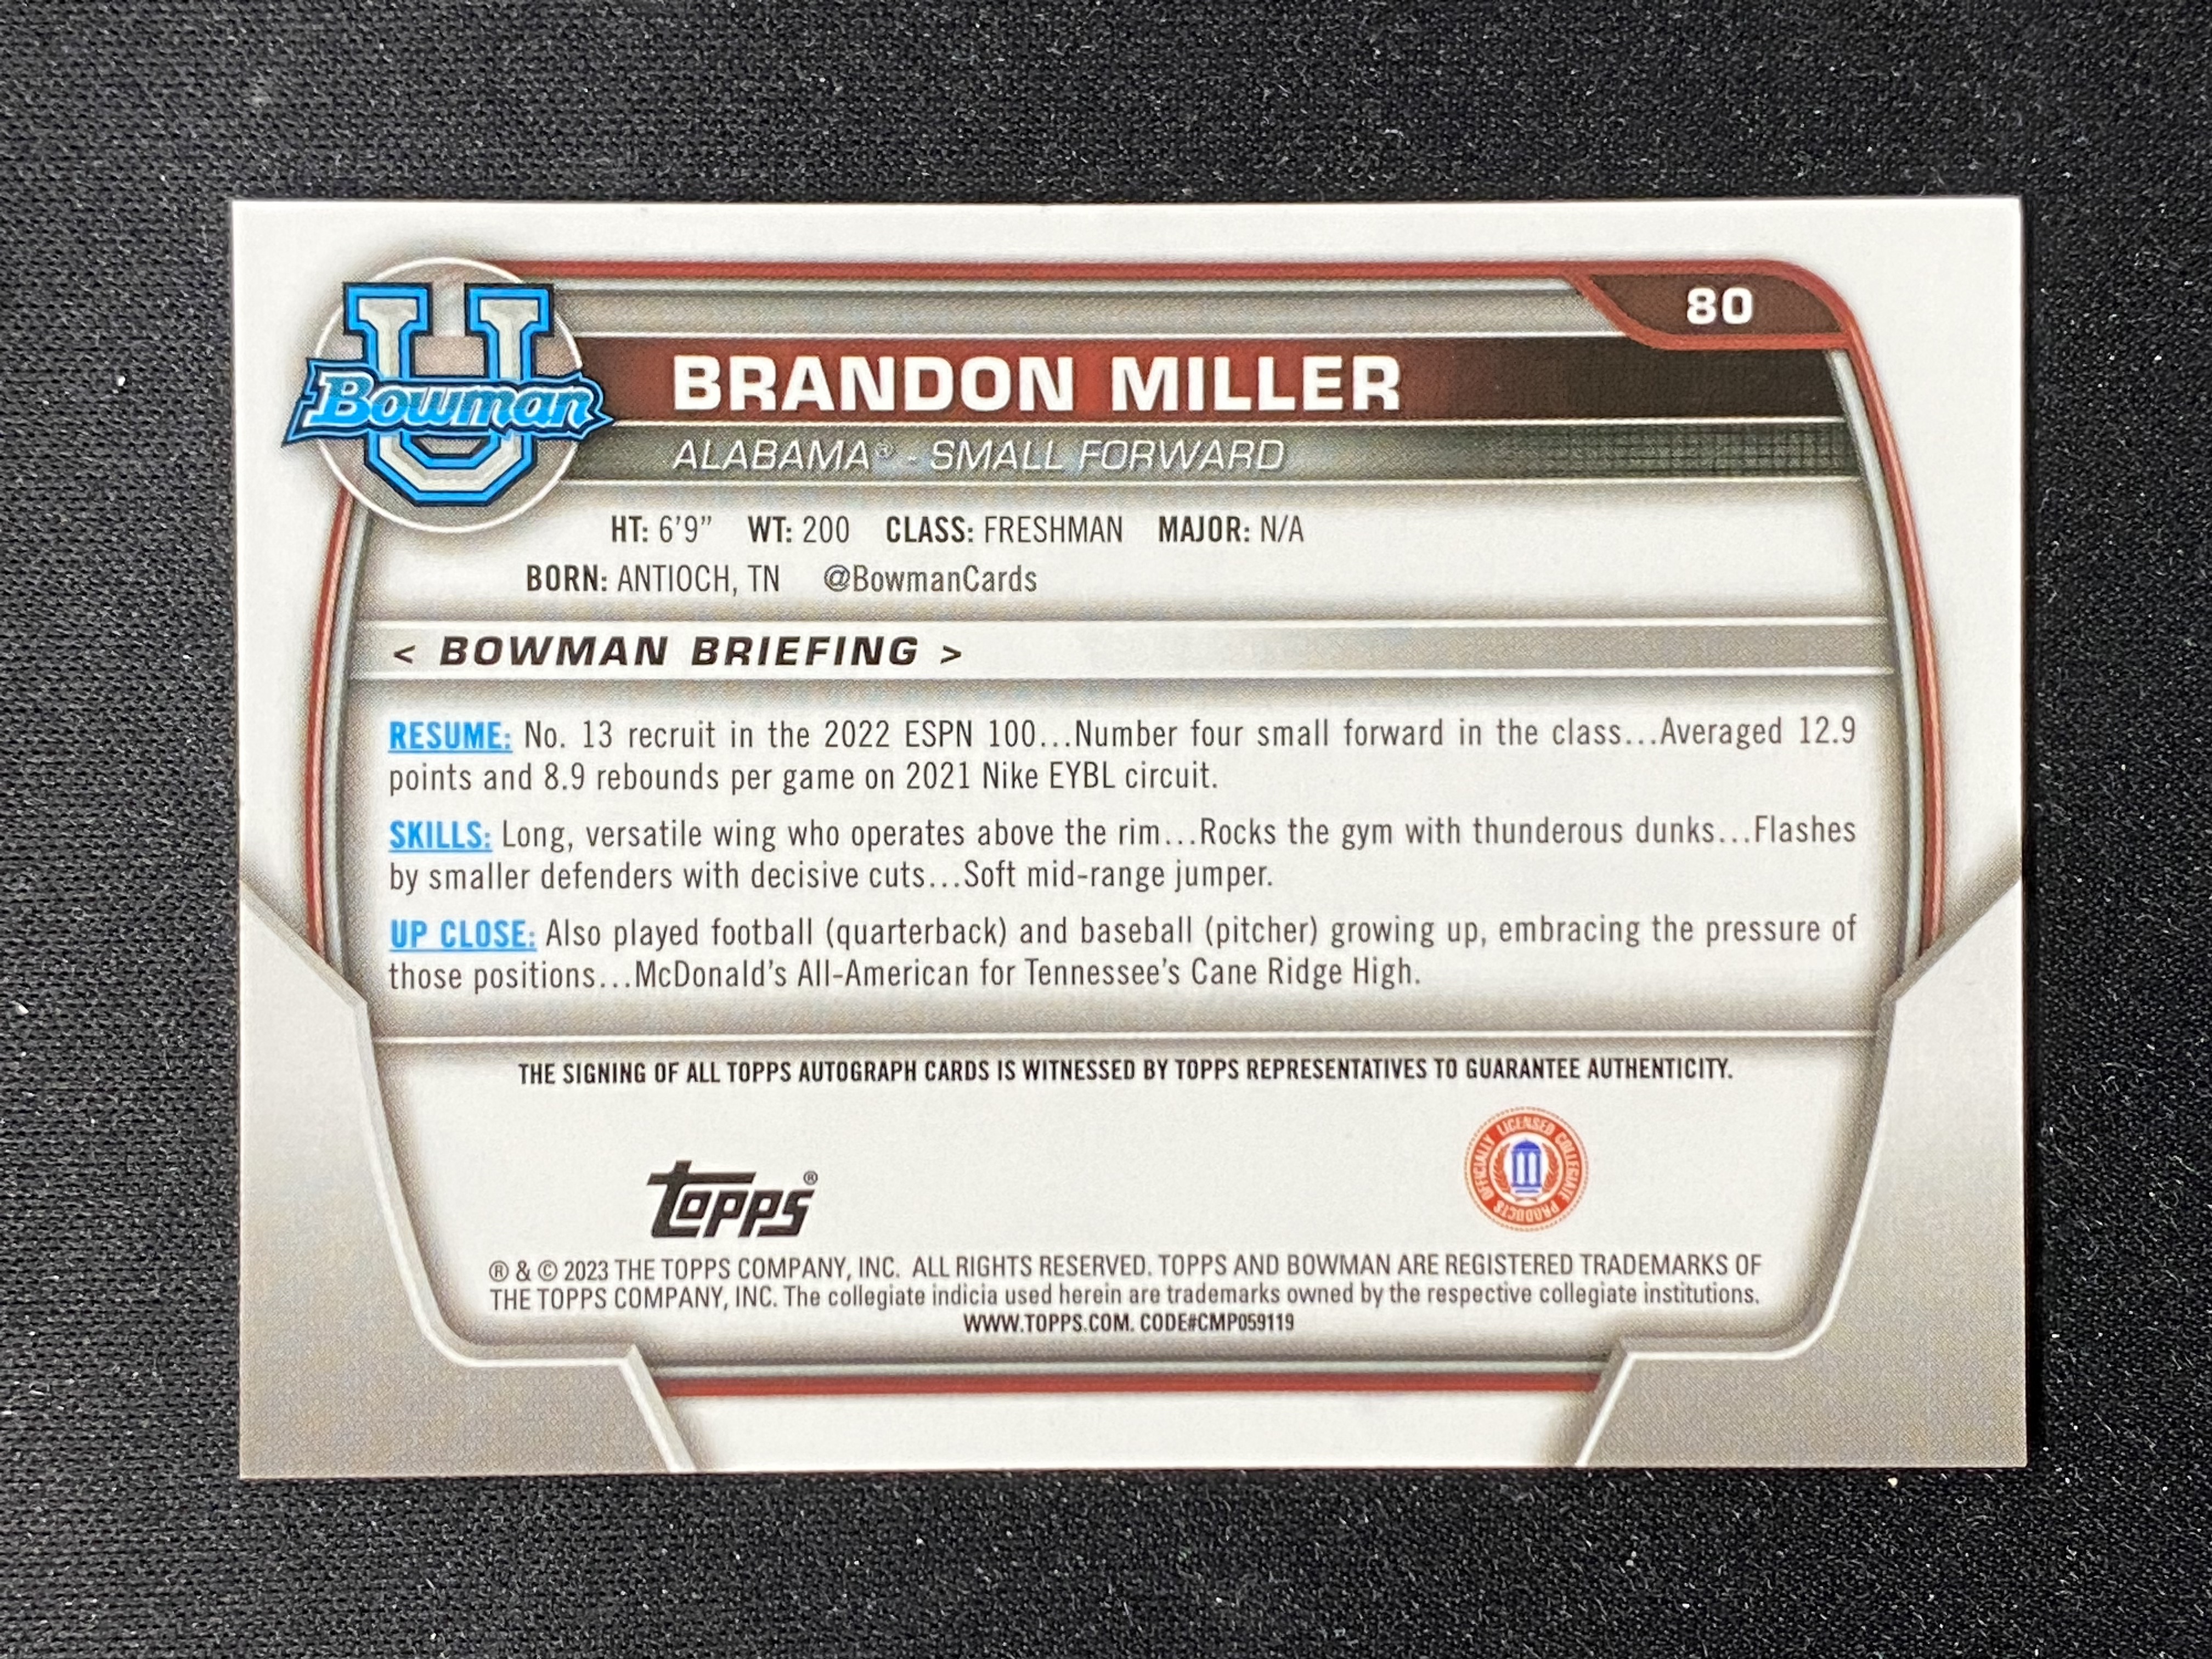 U
Bowman
80
BRANDON MILLER
ALABAMA® - SMALL FORWARD
HT: 6'9" WT: 200 CLASS: FRESHMAN MAJOR: N/A
BORN: ANTIOCH, TN @BowmanCards
< BOWMAN BRIEFING >
RESUME: No. 13 recruit in the 2022 ESPN 100...Number four small forward in the class...Averaged 12.9
points and 8.9 rebounds per game on 2021 Nike EYBL circuit.
SKILLS: Long, versatile wing who operates above the rim...Rocks the gym with thunderous dunks...Flashes
by smaller defenders with decisive cuts...Soft mid-range jumper.
UP CLOSE: Also played football (quarterback) and baseball (pitcher) growing up, embracing the pressure of
those positions...McDonald's All-American for Tennessee's Cane Ridge High.
THE SIGNING OF ALL TOPPS AUTOGRAPH CARDS IS WITNESSED BY TOPPS REPRESENTATIVES TO GUARANTEE AUTHENTICITY.
topps®
OFFICIALLY LICENSED COLLEGIATE PRODUCTS
® & © 2023 THE TOPPS COMPANY, INC. ALL RIGHTS RESERVED. TOPPS AND BOWMAN ARE REGISTERED TRADEMARKS OF
THE TOPPS COMPANY, INC. The collegiate indicia used herein are trademarks owned by the respective collegiate institutions.
WWW.TOPPS.COM. CODE#CMP059119